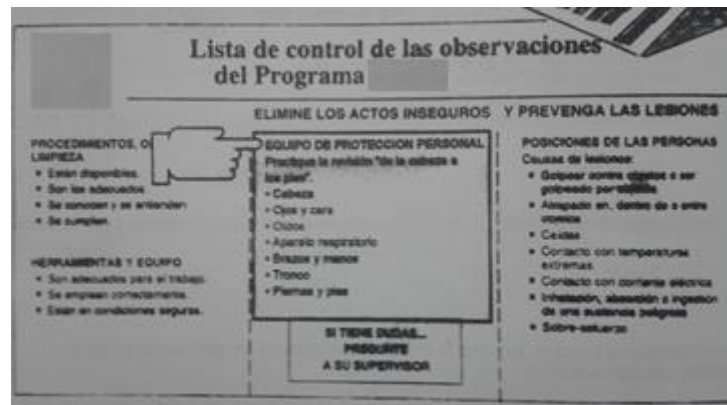 Lista de control de las observaciones
del Programa
ELIMINE LOS ACTOS INSEGUROS Y PREVENGA LAS LESIONES
PROCEDIMIENTOS, O
LIMPIEZA
• Están disponibles.
• Son los adecuados.
• Se conocen y se entienden.
• Se cumplen.
HERRAMIENTAS Y EQUIPO
• Son adecuados para el trabajo.
• Se emplean correctamente.
• Están en condiciones seguras.
EQUIPO DE PROTECCION PERSONAL
Practique la revisión "de la cabeza a
los pies".
• Cabeza
• Ojos y cara
• Oídos
• Aparato respiratorio
• Brazos y manos
• Tronco
• Piernas y pies
SI TIENE DUDAS...
PREGUNTE
A SU SUPERVISOR
POSICIONES DE LAS PERSONAS
Causas de lesiones:
• Golpear contra objetos o ser
golpeado por objetos
• Atrapado en, dentro de o entre
objetos
• Caídas
• Contacto con temperaturas
extremas
• Contacto con corriente eléctrica
• Inhalación, absorción o ingestión
de una sustancia peligrosa
• Sobre-esfuerzo